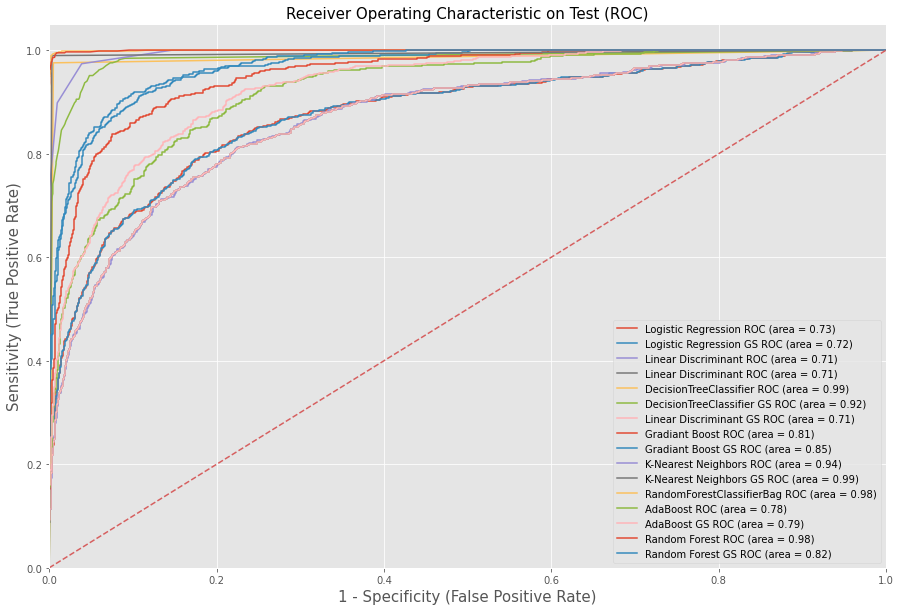 Receiver Operating Characteristic on Test (ROC)
Sensitivity (True Positive Rate)
1.0
0.8
0.6
0.4
0.2
0.0
Logistic Regression ROC (area = 0.73)
Logistic Regression GS ROC (area = 0.72)
Linear Discriminant ROC (area = 0.71)
Linear Discriminant ROC (area = 0.71)
DecisionTreeClassifier ROC (area = 0.99)
DecisionTreeClassifier GS ROC (area = 0.92)
Linear Discriminant GS ROC (area = 0.71)
Gradiant Boost ROC (area = 0.81)
Gradiant Boost GS ROC (area = 0.85)
K-Nearest Neighbors ROC (area = 0.94)
K-Nearest Neighbors GS ROC (area = 0.99)
RandomForestClassifierBag ROC (area = 0.98)
AdaBoost ROC (area = 0.78)
AdaBoost GS ROC (area = 0.79)
Random Forest ROC (area = 0.98)
Random Forest GS ROC (area = 0.82)
0.0 0.2 0.4 0.6 0.8 1.0
1 - Specificity (False Positive Rate)